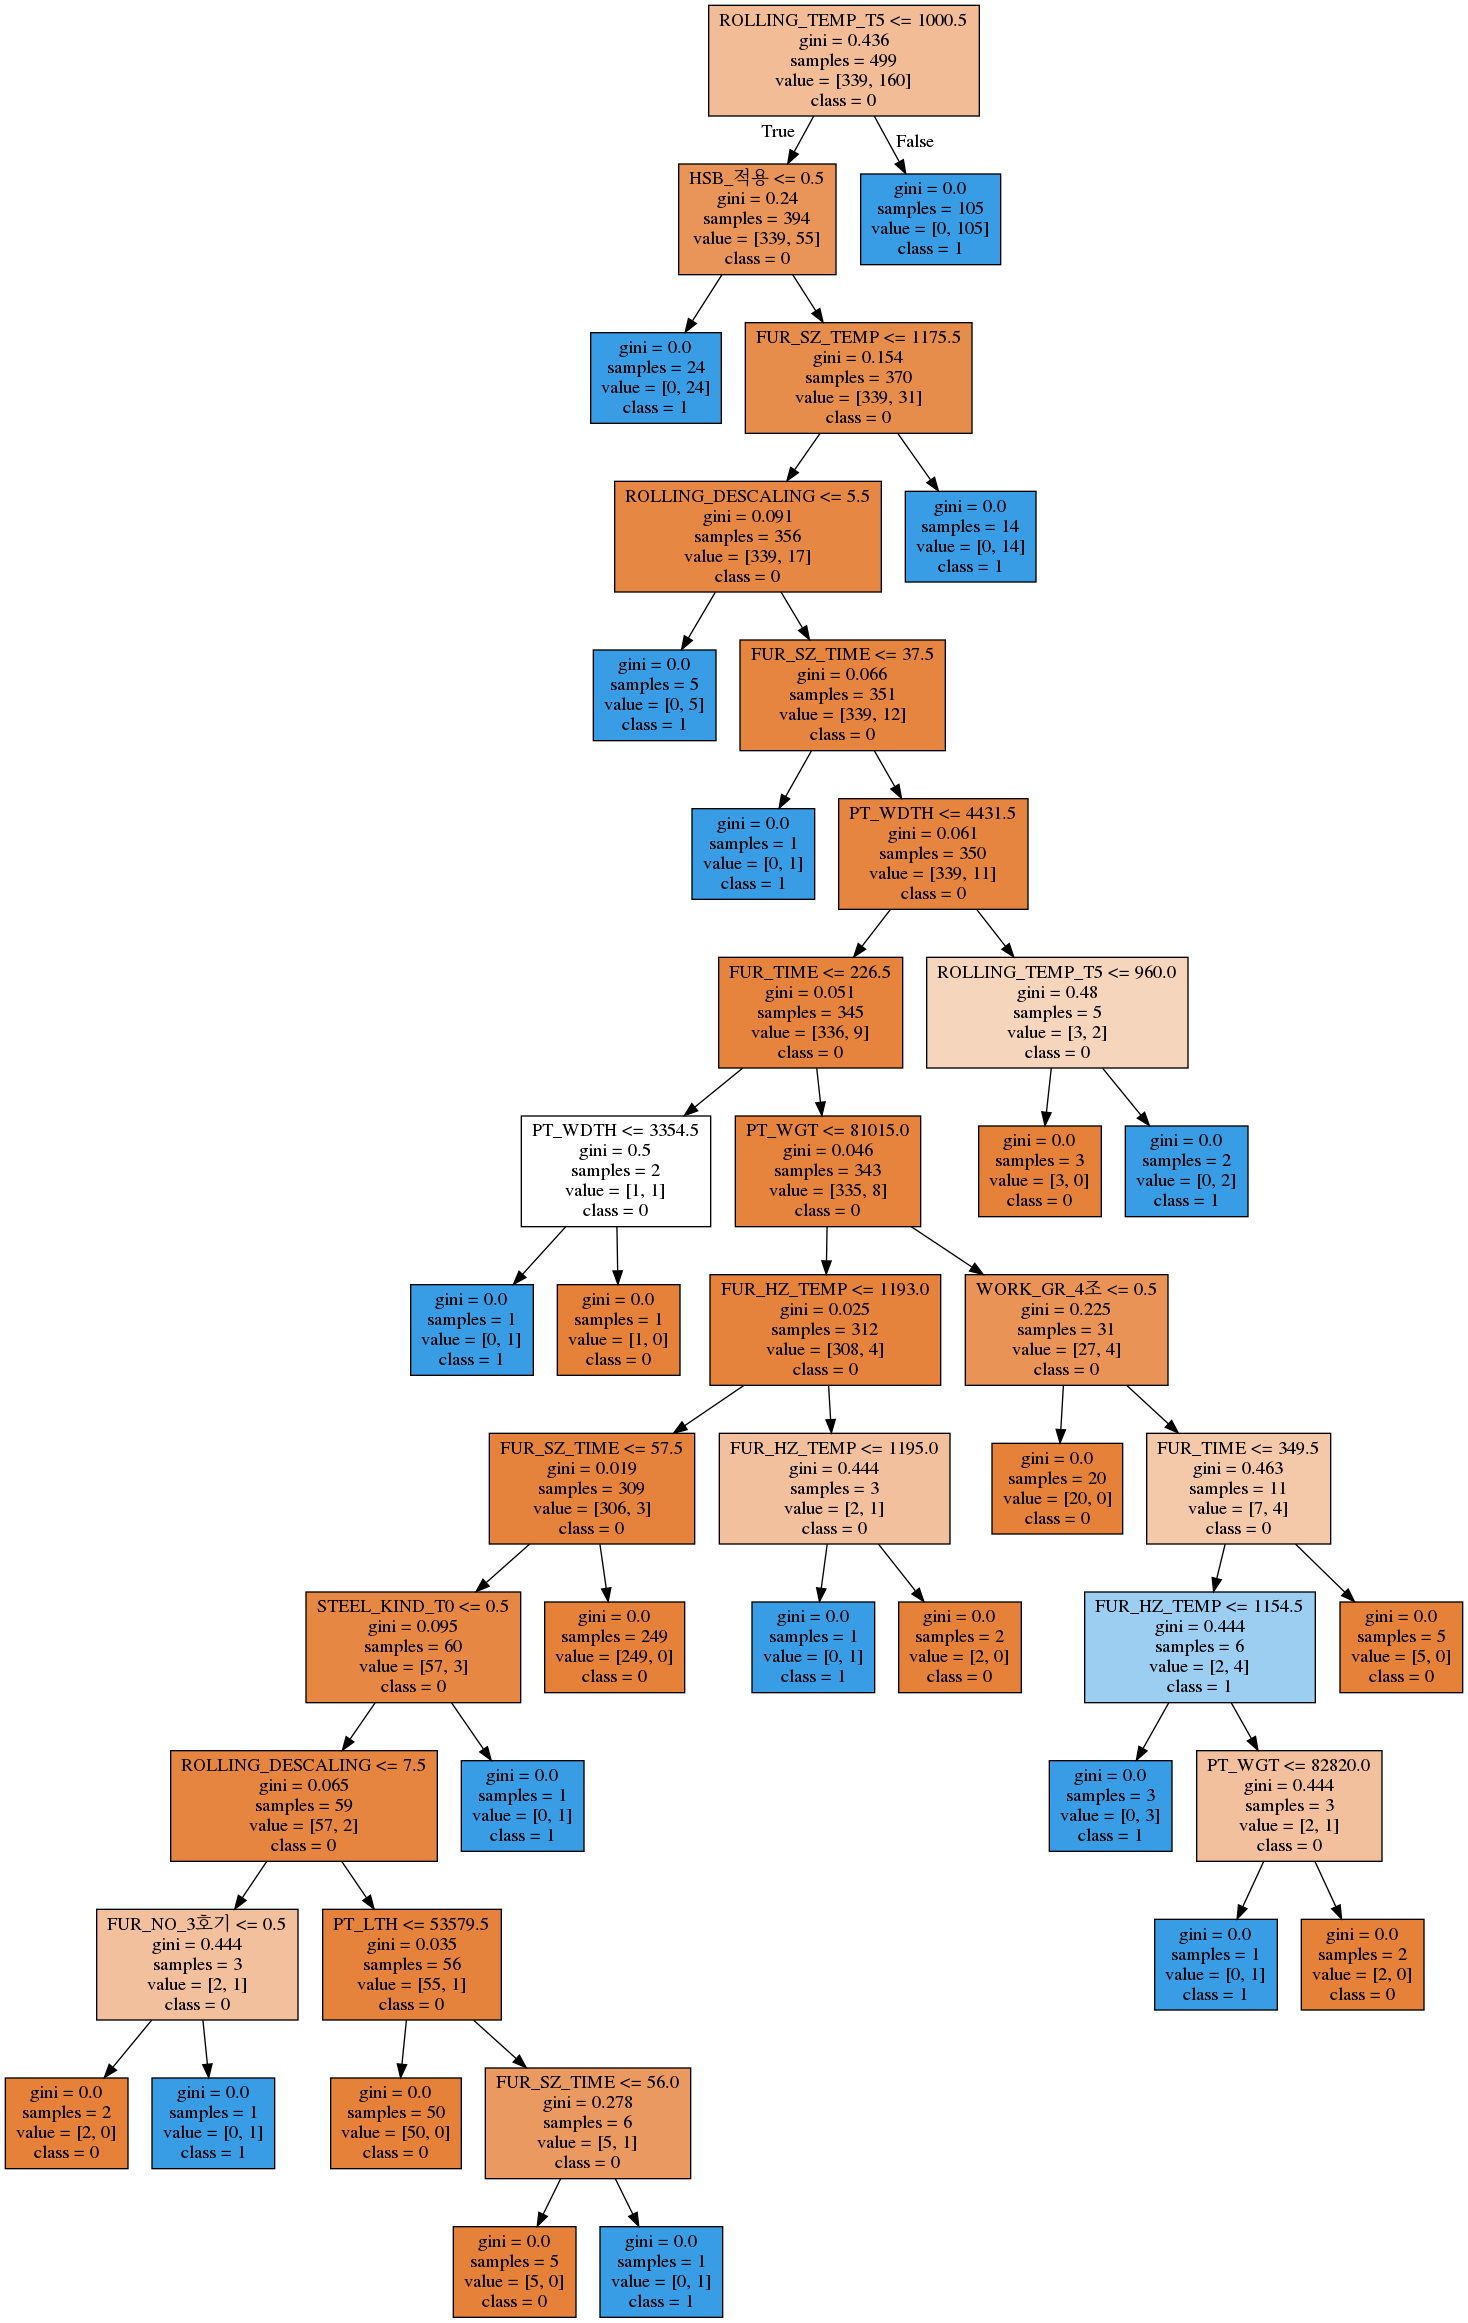 ROLLING_TEMP_T5 <= 1000.5
gini = 0.436
samples = 499
value = [339, 160]
class = 0
True
False
HSB_적용 <= 0.5
gini = 0.24
samples = 394
value = [339, 55]
class = 0
gini = 0.0
samples = 105
value = [0, 105]
class = 1
gini = 0.0
samples = 24
value = [0, 24]
class = 1
FUR_SZ_TEMP <= 1175.5
gini = 0.154
samples = 370
value = [339, 31]
class = 0
ROLLING_DESCALING <= 5.5
gini = 0.091
samples = 356
value = [339, 17]
class = 0
gini = 0.0
samples = 14
value = [0, 14]
class = 1
gini = 0.0
samples = 5
value = [0, 5]
class = 1
FUR_SZ_TIME <= 37.5
gini = 0.066
samples = 351
value = [339, 12]
class = 0
gini = 0.0
samples = 1
value = [0, 1]
class = 1
PT_WDTH <= 4431.5
gini = 0.061
samples = 350
value = [339, 11]
class = 0
FUR_TIME <= 226.5
gini = 0.051
samples = 345
value = [336, 9]
class = 0
ROLLING_TEMP_T5 <= 960.0
gini = 0.48
samples = 5
value = [3, 2]
class = 0
PT_WDTH <= 3354.5
gini = 0.5
samples = 2
value = [1, 1]
class = 0
PT_WGT <= 81015.0
gini = 0.046
samples = 343
value = [335, 8]
class = 0
gini = 0.0
samples = 3
value = [3, 0]
class = 0
gini = 0.0
samples = 2
value = [0, 2]
class = 1
gini = 0.0
samples = 1
value = [0, 1]
class = 1
gini = 0.0
samples = 1
value = [1, 0]
class = 0
FUR_HZ_TEMP <= 1193.0
gini = 0.025
samples = 312
value = [308, 4]
class = 0
WORK_GR_4조 <= 0.5
gini = 0.225
samples = 31
value = [27, 4]
class = 0
FUR_SZ_TIME <= 57.5
gini = 0.019
samples = 309
value = [306, 3]
class = 0
FUR_HZ_TEMP <= 1195.0
gini = 0.444
samples = 3
value = [2, 1]
class = 0
gini = 0.0
samples = 20
value = [20, 0]
class = 0
FUR_TIME <= 349.5
gini = 0.463
samples = 11
value = [7, 4]
class = 0
STEEL_KIND_T0 <= 0.5
gini = 0.095
samples = 60
value = [57, 3]
class = 0
gini = 0.0
samples = 249
value = [249, 0]
class = 0
gini = 0.0
samples = 1
value = [0, 1]
class = 1
gini = 0.0
samples = 2
value = [2, 0]
class = 0
FUR_HZ_TEMP <= 1154.5
gini = 0.444
samples = 6
value = [2, 4]
class = 1
gini = 0.0
samples = 5
value = [5, 0]
class = 0
ROLLING_DESCALING <= 7.5
gini = 0.065
samples = 59
value = [57, 2]
class = 0
gini = 0.0
samples = 1
value = [0, 1]
class = 1
gini = 0.0
samples = 3
value = [0, 3]
class = 1
PT_WGT <= 82820.0
gini = 0.444
samples = 3
value = [2, 1]
class = 0
FUR_NO_3호기 <= 0.5
gini = 0.444
samples = 3
value = [2, 1]
class = 0
PT_LTH <= 53579.5
gini = 0.035
samples = 56
value = [55, 1]
class = 0
gini = 0.0
samples = 1
value = [0, 1]
class = 1
gini = 0.0
samples = 2
value = [2, 0]
class = 0
gini = 0.0
samples = 2
value = [2, 0]
class = 0
gini = 0.0
samples = 1
value = [0, 1]
class = 1
gini = 0.0
samples = 50
value = [50, 0]
class = 0
FUR_SZ_TIME <= 56.0
gini = 0.278
samples = 6
value = [5, 1]
class = 0
gini = 0.0
samples = 5
value = [5, 0]
class = 0
gini = 0.0
samples = 1
value = [0, 1]
class = 1